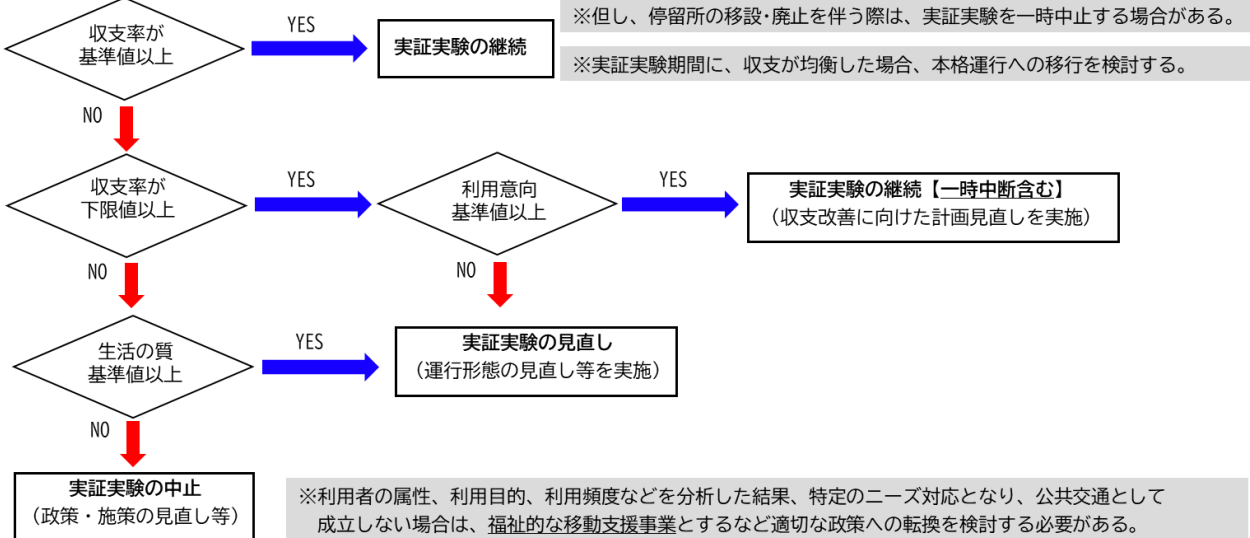 収支率が
基準値以上
YES
実証実験の継続
※但し、停留所の移設･廃止を伴う際は、実証実験を一時中止する場合がある。
※実証実験期間に、収支が均衡した場合、本格運行への移行を検討する。
NO
収支率が
下限値以上
YES
利用意向
基準値以上
YES
実証実験の継続【一時中断含む】
（収支改善に向けた計画見直しを実施）
NO
NO
生活の質
基準値以上
YES
実証実験の見直し
（運行形態の見直し等を実施）
NO
実証実験の中止
（政策・施策の見直し等）
※利用者の属性、利用目的、利用頻度などを分析した結果、特定のニーズ対応となり、公共交通として
成立しない場合は、福祉的な移動支援事業とするなど適切な政策への転換を検討する必要がある。